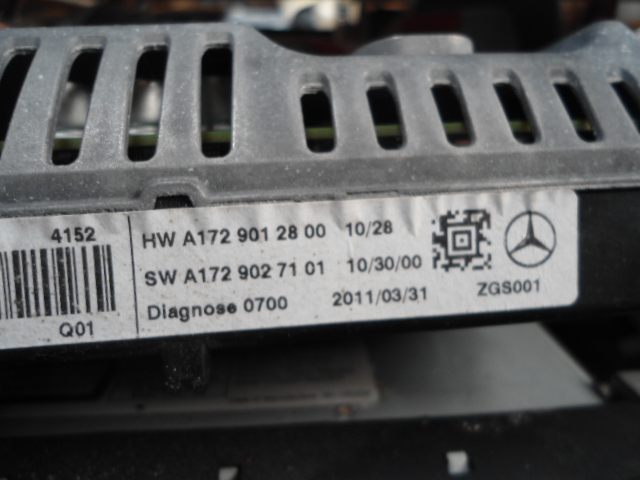 4152
Q01
HW A172 901 28 00 10/28
SW A172 902 71 01 10/30/00
Diagnose 0700 2011/03/31
ZGS001